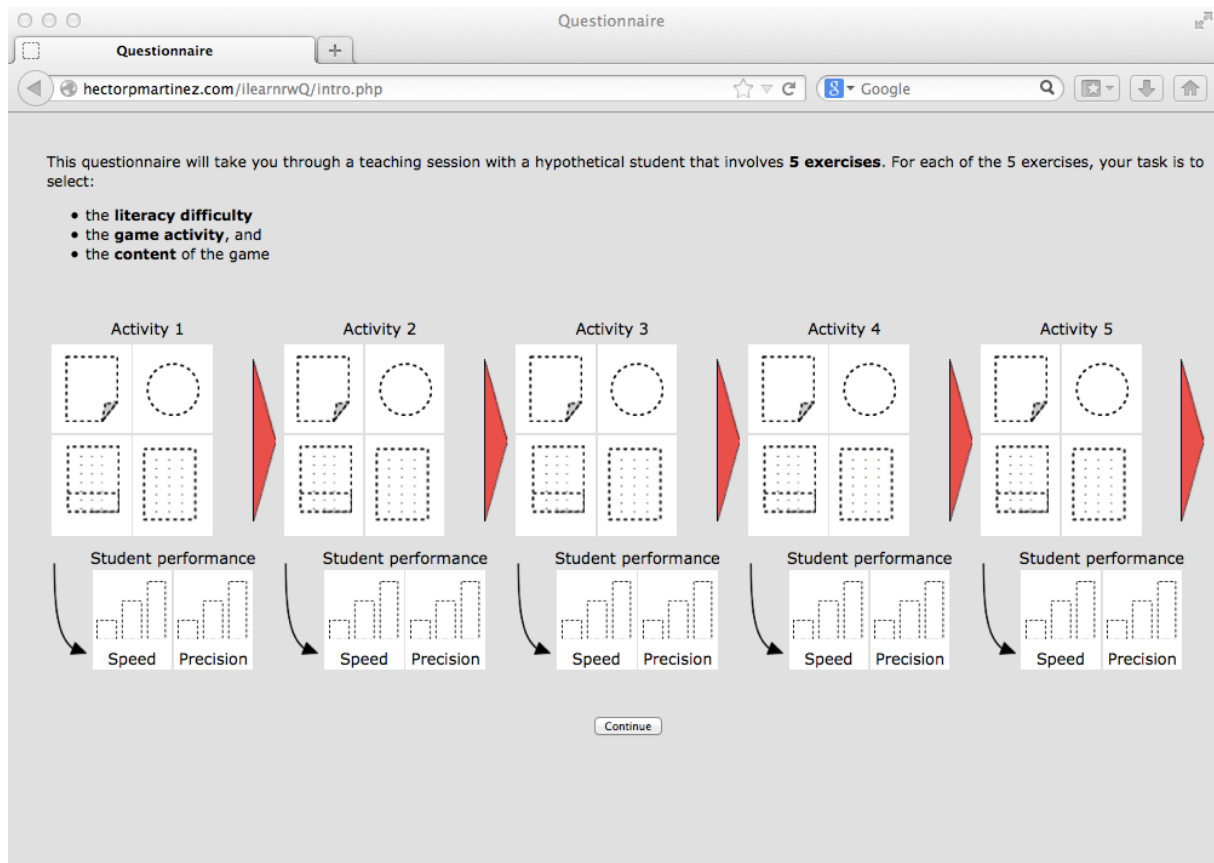 Questionnaire
Questionnaire
hectorpmartinez.com/ilearnrwQ/intro.php
Google
This questionnaire will take you through a teaching session with a hypothetical student that involves 5 exercises. For each of the 5 exercises, your task is to
select:
• the literacy difficulty
• the game activity, and
• the content of the game
Activity 1 Activity 2 Activity 3 Activity 4 Activity 5
Student performance Student performance Student performance Student performance Student performance
Speed Precision Speed Precision Speed Precision Speed Precision Speed Precision
Continue